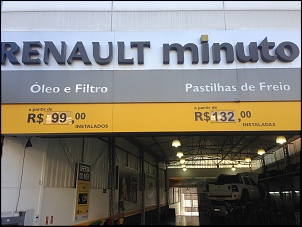 RENAULT minuto
Óleo e Filtro
Pastilhas de Freio
a partir de
R$ 99,00
INSTALADOS
a partir de
R$ 132,00
INSTALADAS